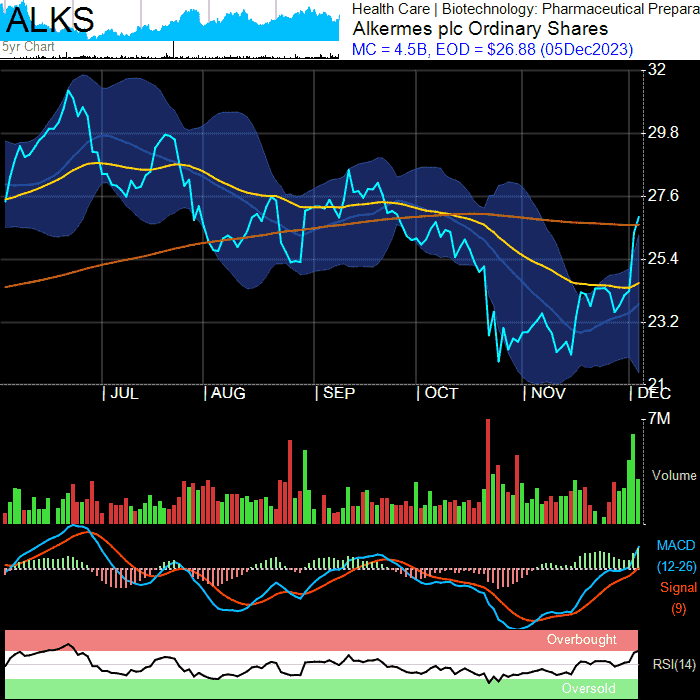 ALKS
5yr Chart
Health Care | Biotechnology: Pharmaceutical Prepara
Alkermes plc Ordinary Shares
MC = 4.5B, EOD = $26.88 (05Dec2023)
32
29.8
27.6
25.4
23.2
21
| JUL | AUG | SEP | OCT | NOV | DEC
7M
Volume
MACD
(12-26)
Signal
(9)
Overbought
RSI(14)
Oversold